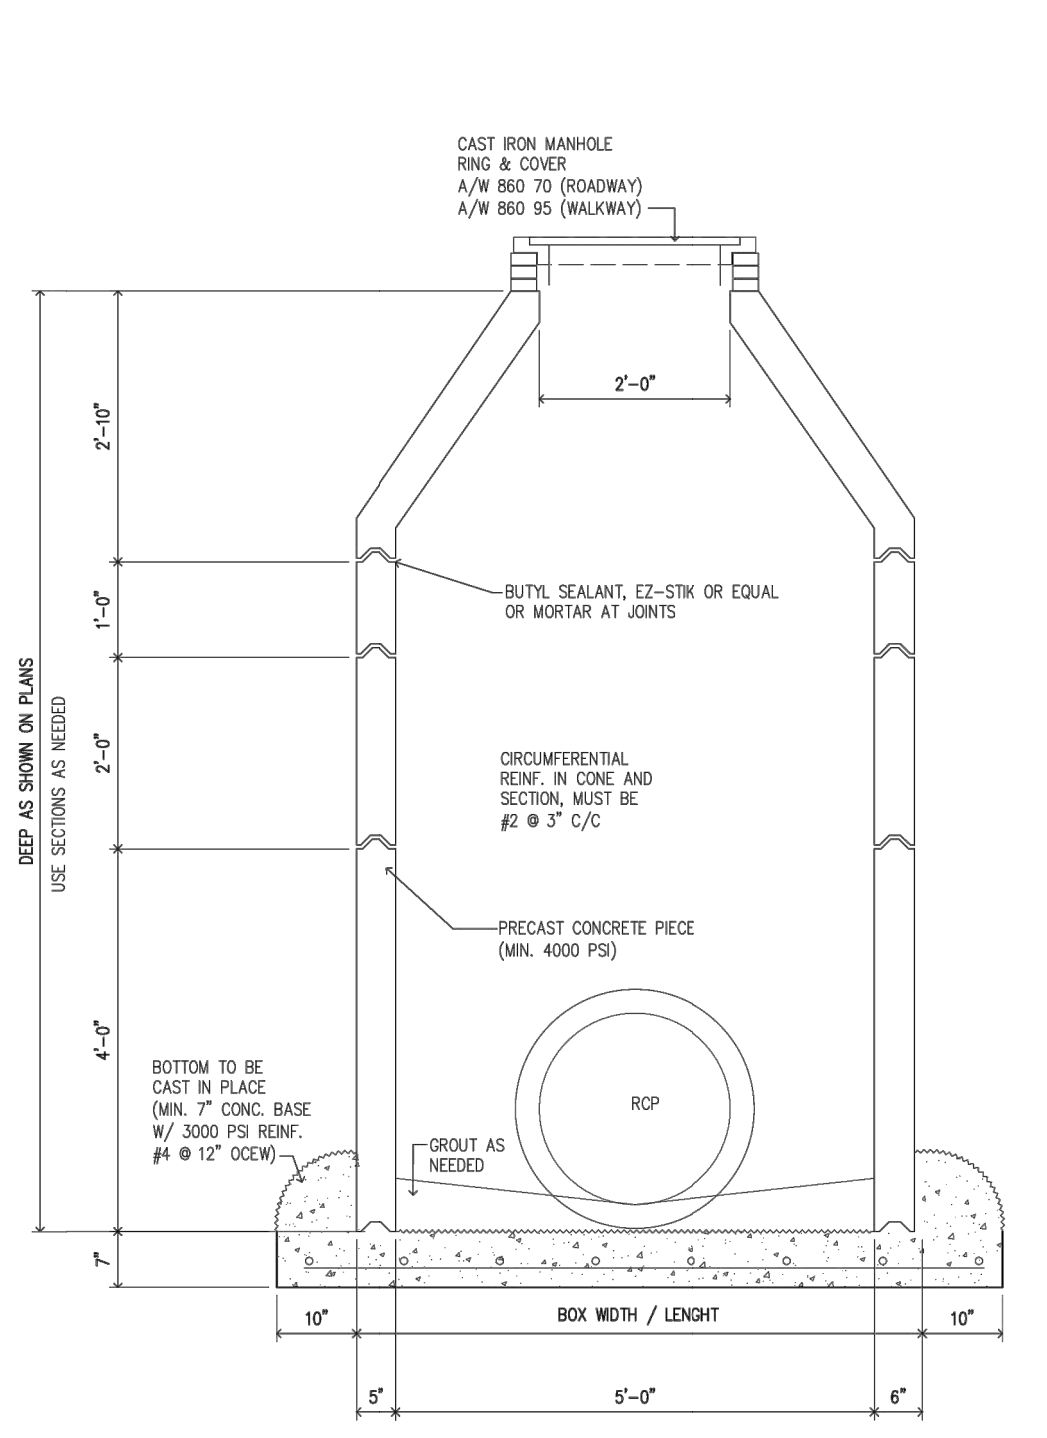 CAST IRON MANHOLE
RING & COVER
A/W 860 70 (ROADWAY)
A/W 860 95 (WALKWAY)
2'-0"
2'-10"
BUTYL SEALANT, EZ-STIK OR EQUAL
OR MORTAR AT JOINTS
1'-0"
DEEP AS SHOWN ON PLANS
USE SECTIONS AS NEEDED
2'-0"
CIRCUMFERENTIAL
REINF. IN CONE AND
SECTION, MUST BE
#2 @ 3" C/C
PRECAST CONCRETE PIECE
(MIN. 4000 PSI)
4'-0"
BOTTOM TO BE
CAST IN PLACE
(MIN. 7" CONC. BASE
W/ 3000 PSI REINF.
#4 @ 12" OCEW)
RCP
GROUT AS
NEEDED
7"
10"
BOX WIDTH / LENGHT
10"
5"
5'-0"
6"